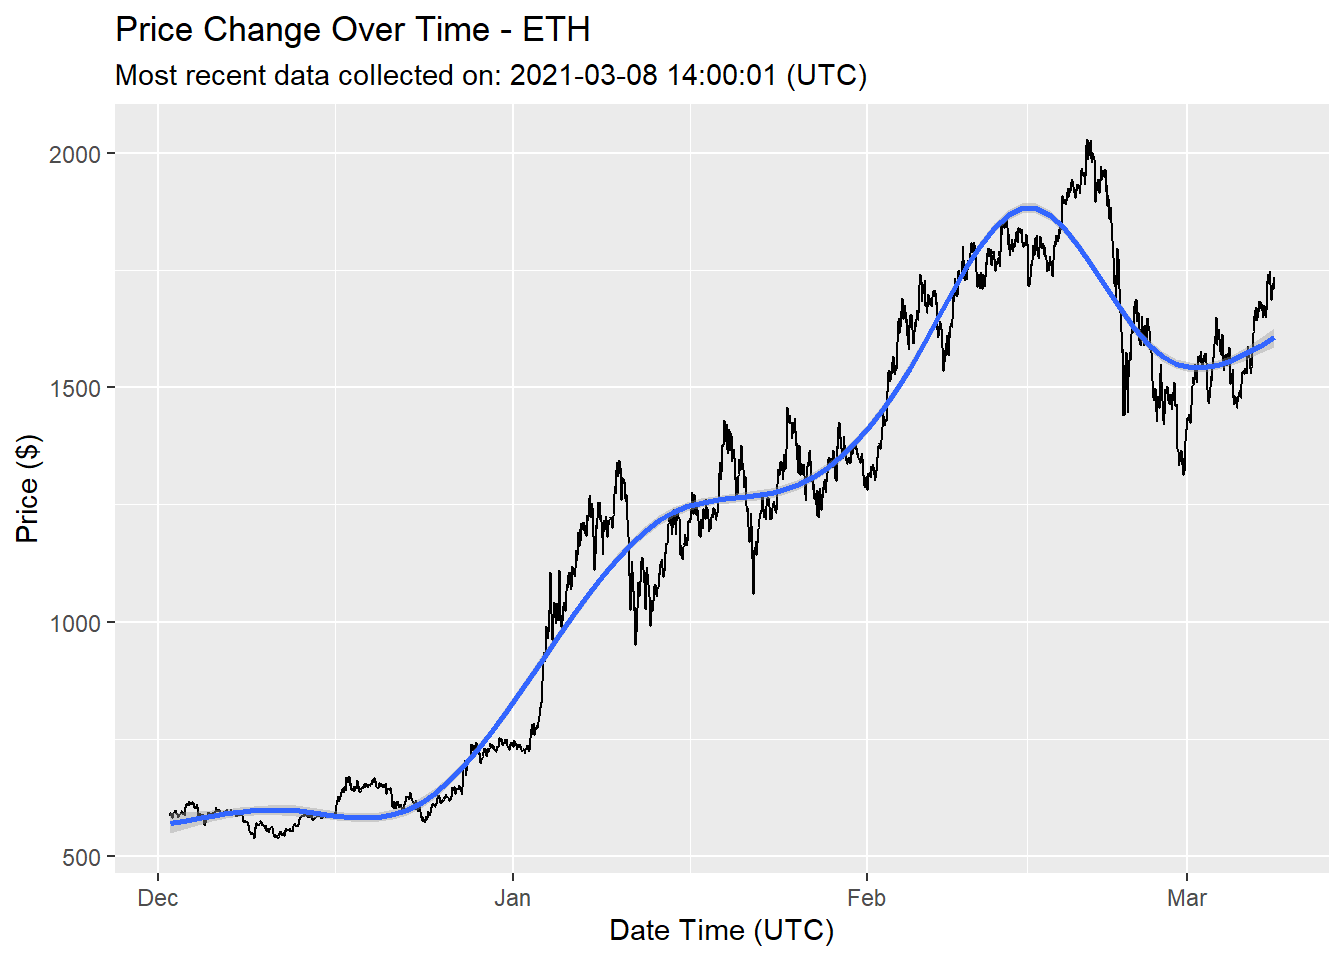 Price Change Over Time - ETH
Most recent data collected on: 2021-03-08 14:00:01 (UTC)
2000
1500
1000
500
Price ($)
Dec Jan Feb Mar
Date Time (UTC)